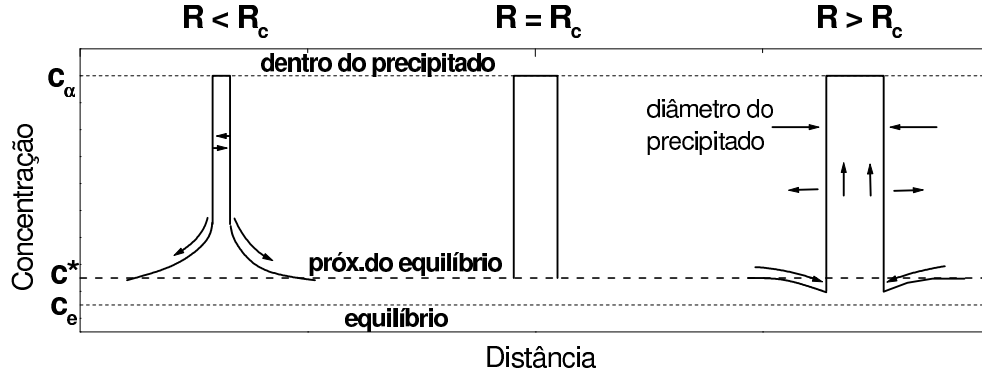 R < Rc
R = Rc
R > Rc
dentro do precipitado
cα
diâmetro do
precipitado
Concentração
próx.do equilíbrio
c*
ce
equilíbrio
Distância